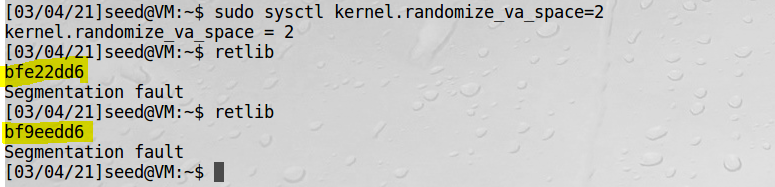 [03/04/21]seed@VM:~$ sudo sysctl kernel.randomize_va_space=2
kernel.randomize_va_space = 2
[03/04/21]seed@VM:~$ retlib
bfe22dd6
Segmentation fault
[03/04/21]seed@VM:~$ retlib
bf9eedd6
Segmentation fault
[03/04/21]seed@VM:~$